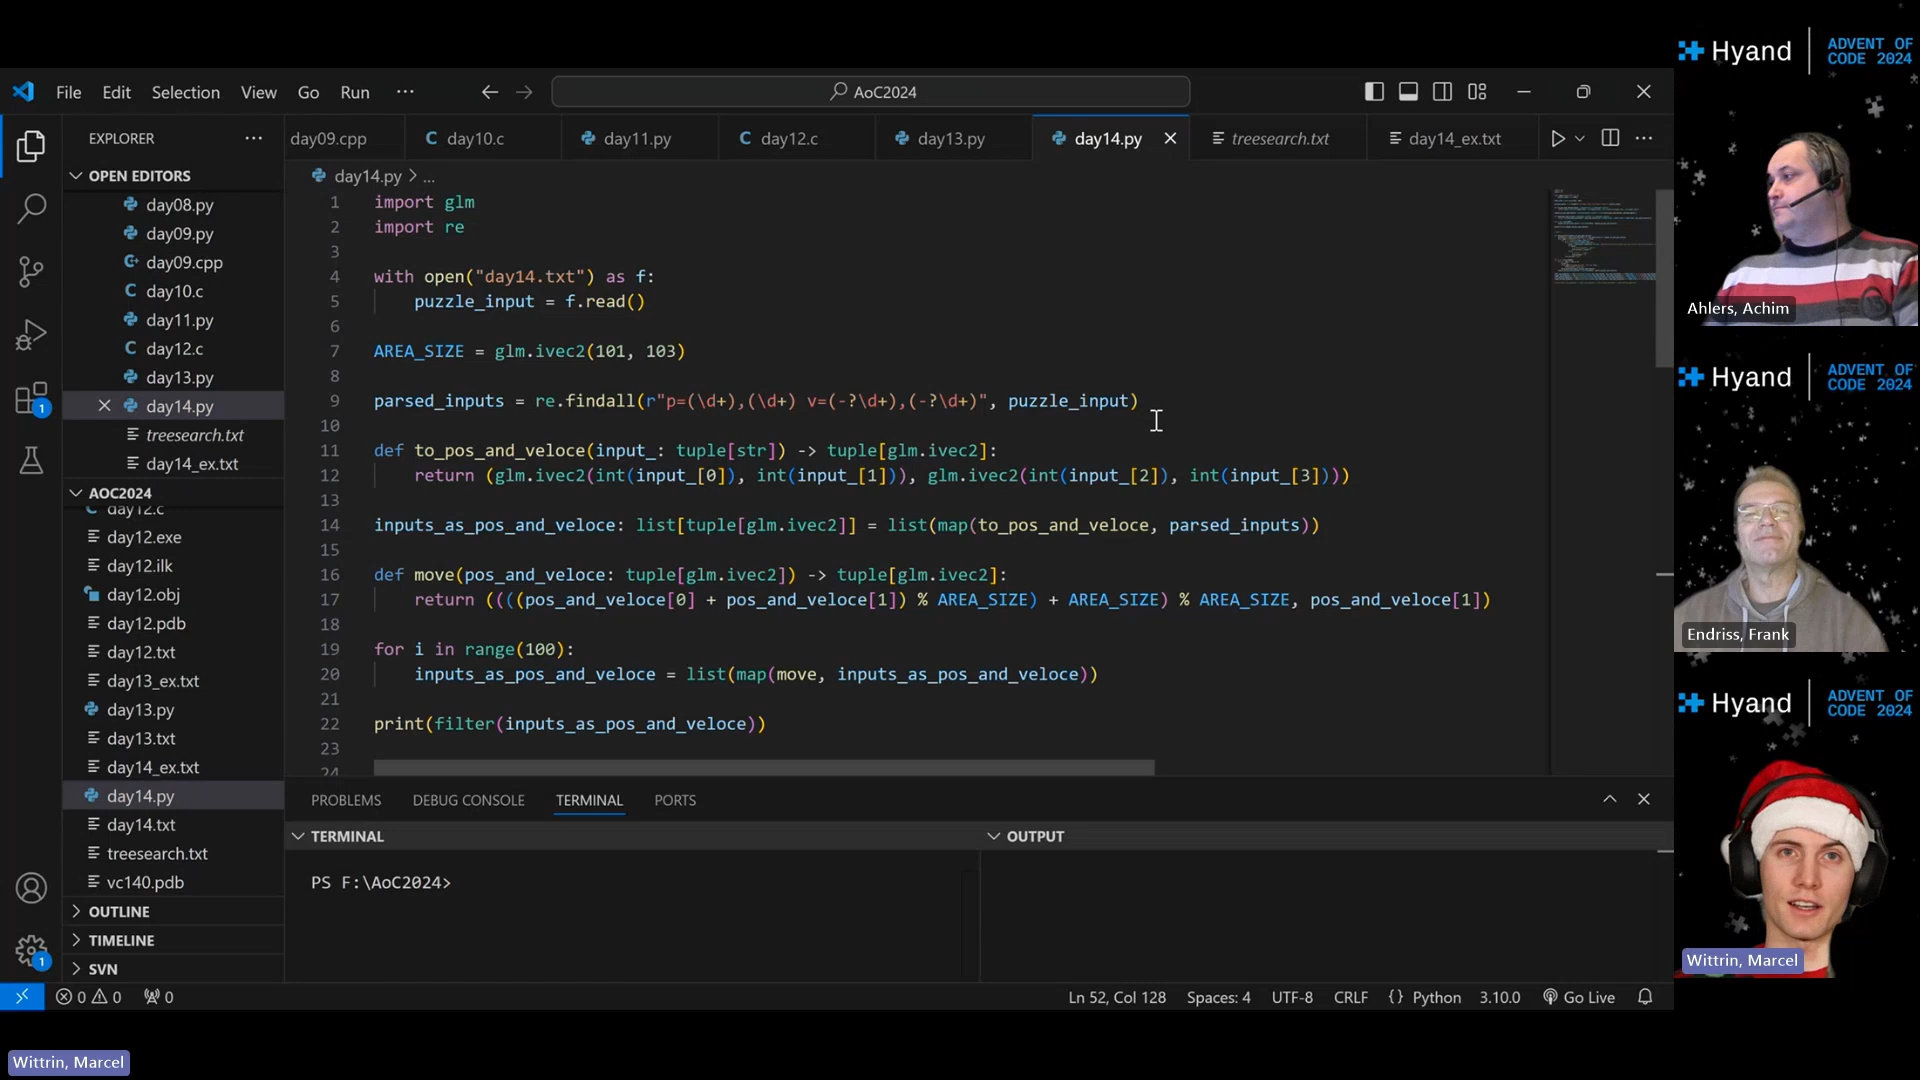 File Edit Selection View Go Run ··· AoC2024
EXPLORER ···
OPEN EDITORS
day08.py
day09.py
day09.cpp
day10.c
day11.py
day12.c
day13.py
day14.py
treesearch.txt
day14_ex.txt
AOC2024
day12.c
day12.exe
day12.ilk
day12.obj
day12.pdb
day12.txt
day13_ex.txt
day13.py
day13.txt
day14_ex.txt
day14.py
day14.txt
treesearch.txt
vc140.pdb
OUTLINE
TIMELINE
SVN
day09.cpp day10.c day11.py day12.c day13.py day14.py treesearch.txt day14_ex.txt
day14.py > ...
1 import glm
2 import re
3
4 with open("day14.txt") as f:
5 puzzle_input = f.read()
6
7 AREA_SIZE = glm.ivec2(101, 103)
8
9 parsed_inputs = re.findall(r"p=(\d+),(\d+) v=(-?\d+),(-?\d+)", puzzle_input)
10
11 def to_pos_and_veloce(input_: tuple[str]) -> tuple[glm.ivec2]:
12 return (glm.ivec2(int(input_[0]), int(input_[1])), glm.ivec2(int(input_[2]), int(input_[3])))
13
14 inputs_as_pos_and_veloce: list[tuple[glm.ivec2]] = list(map(to_pos_and_veloce, parsed_inputs))
15
16 def move(pos_and_veloce: tuple[glm.ivec2]) -> tuple[glm.ivec2]:
17 return ((((pos_and_veloce[0] + pos_and_veloce[1]) % AREA_SIZE) + AREA_SIZE) % AREA_SIZE, pos_and_veloce[1])
18
19 for i in range(100):
20 inputs_as_pos_and_veloce = list(map(move, inputs_as_pos_and_veloce))
21
22 print(filter(inputs_as_pos_and_veloce))
23
24
PROBLEMS DEBUG CONSOLE TERMINAL PORTS
TERMINAL
PS F:\AoC2024>
OUTPUT
0 0 0 Ln 52, Col 128 Spaces: 4 UTF-8 CRLF {} Python 3.10.0 Go Live
1
1
Wittrin, Marcel
Hyand ADVENT OF
CODE 2024
Ahlers, Achim
Hyand ADVENT OF
CODE 2024
Endriss, Frank
Hyand ADVENT OF
CODE 2024
Wittrin, Marcel